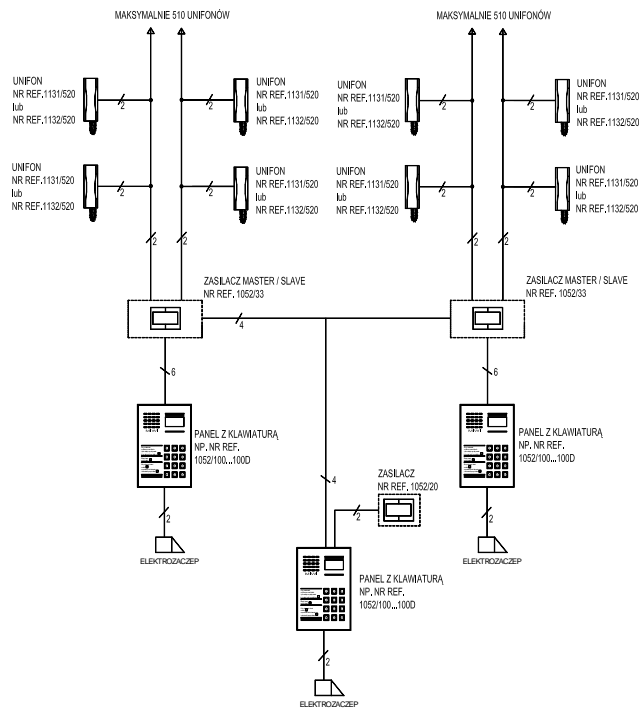 MAKSYMALNIE 510 UNIFONÓW
MAKSYMALNIE 510 UNIFONÓW
UNIFON
NR REF.1131/520
lub
NR REF.1132/520
2
2
UNIFON
NR REF.1131/520
lub
NR REF.1132/520
UNIFON
NR REF.1131/520
lub
NR REF.1132/520
2
2
UNIFON
NR REF.1131/520
lub
NR REF.1132/520
UNIFON
NR REF.1131/520
lub
NR REF.1132/520
2
2
UNIFON
NR REF.1131/520
lub
NR REF.1132/520
UNIFON
NR REF.1131/520
lub
NR REF.1132/520
2
2
UNIFON
NR REF.1131/520
lub
NR REF.1132/520
2
2
2
2
ZASILACZ MASTER / SLAVE
NR REF. 1052/33
ZASILACZ MASTER / SLAVE
NR REF. 1052/33
4
6
6
PANEL Z KLAWIATURĄ
NP. NR REF.
1052/100...100D
PANEL Z KLAWIATURĄ
NP. NR REF.
1052/100...100D
4
ZASILACZ
NR REF. 1052/20
2
2
2
ELEKTROZACZEP
ELEKTROZACZEP
PANEL Z KLAWIATURĄ
NP. NR REF.
1052/100...100D
2
ELEKTROZACZEP